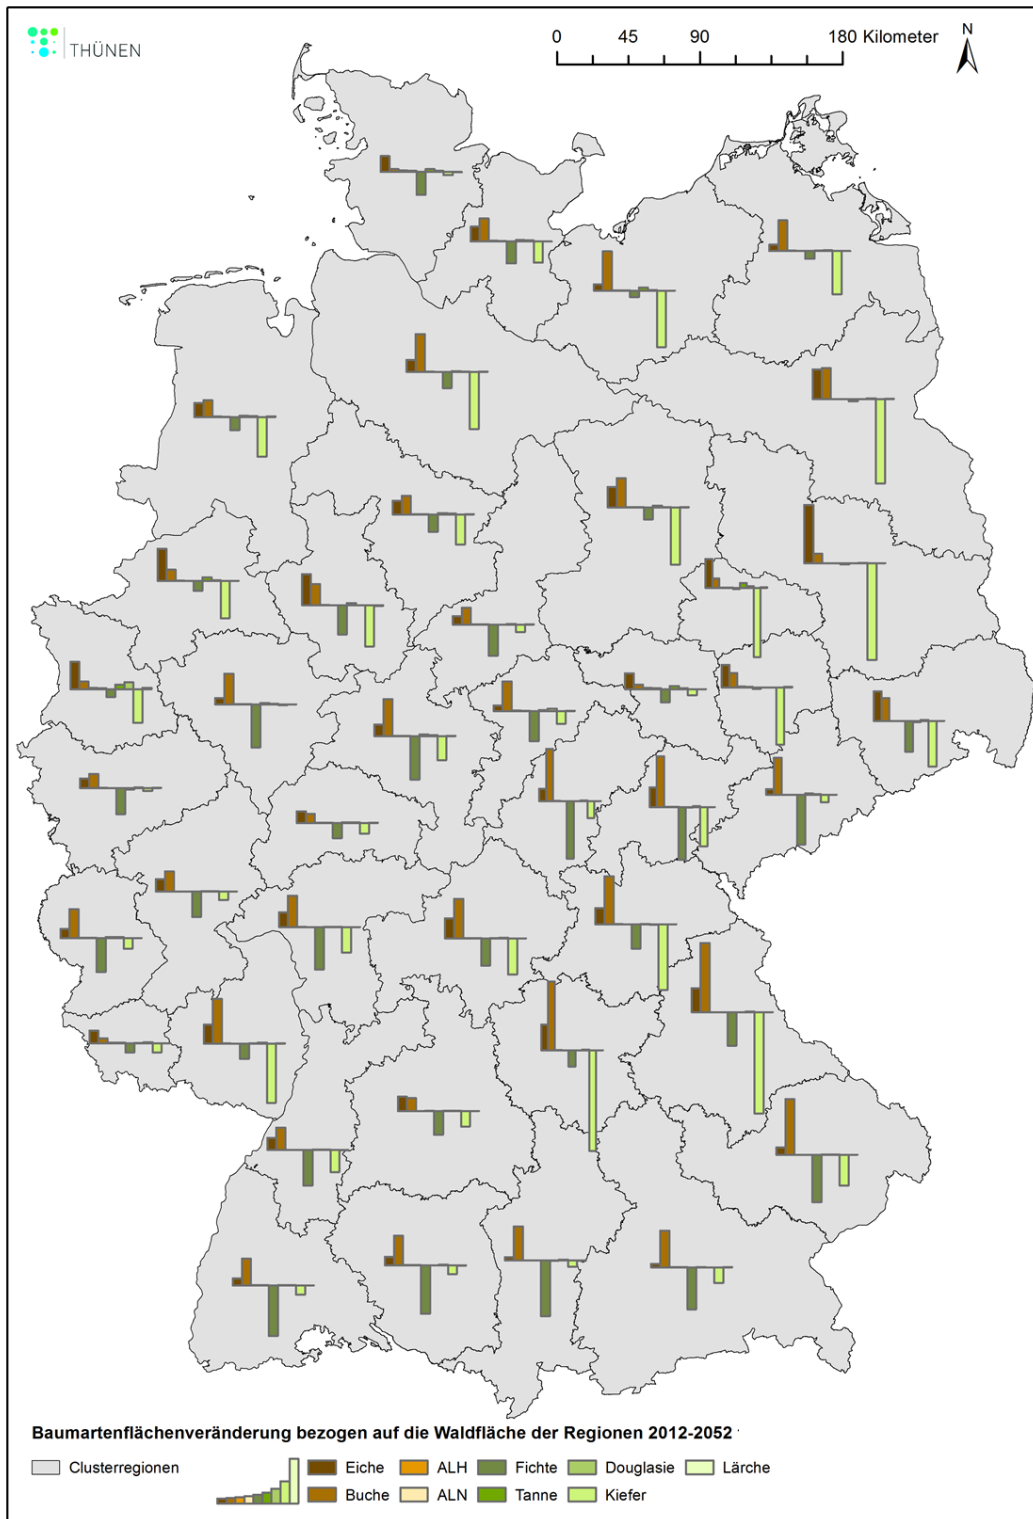 THÜNEN
0 45 90 180 Kilometer
N
Baumartenflächenveränderung bezogen auf die Waldfläche der Regionen 2012-2052
Clusterregionen
Eiche ALH Fichte Douglasie Lärche
Buche ALN Tanne Kiefer